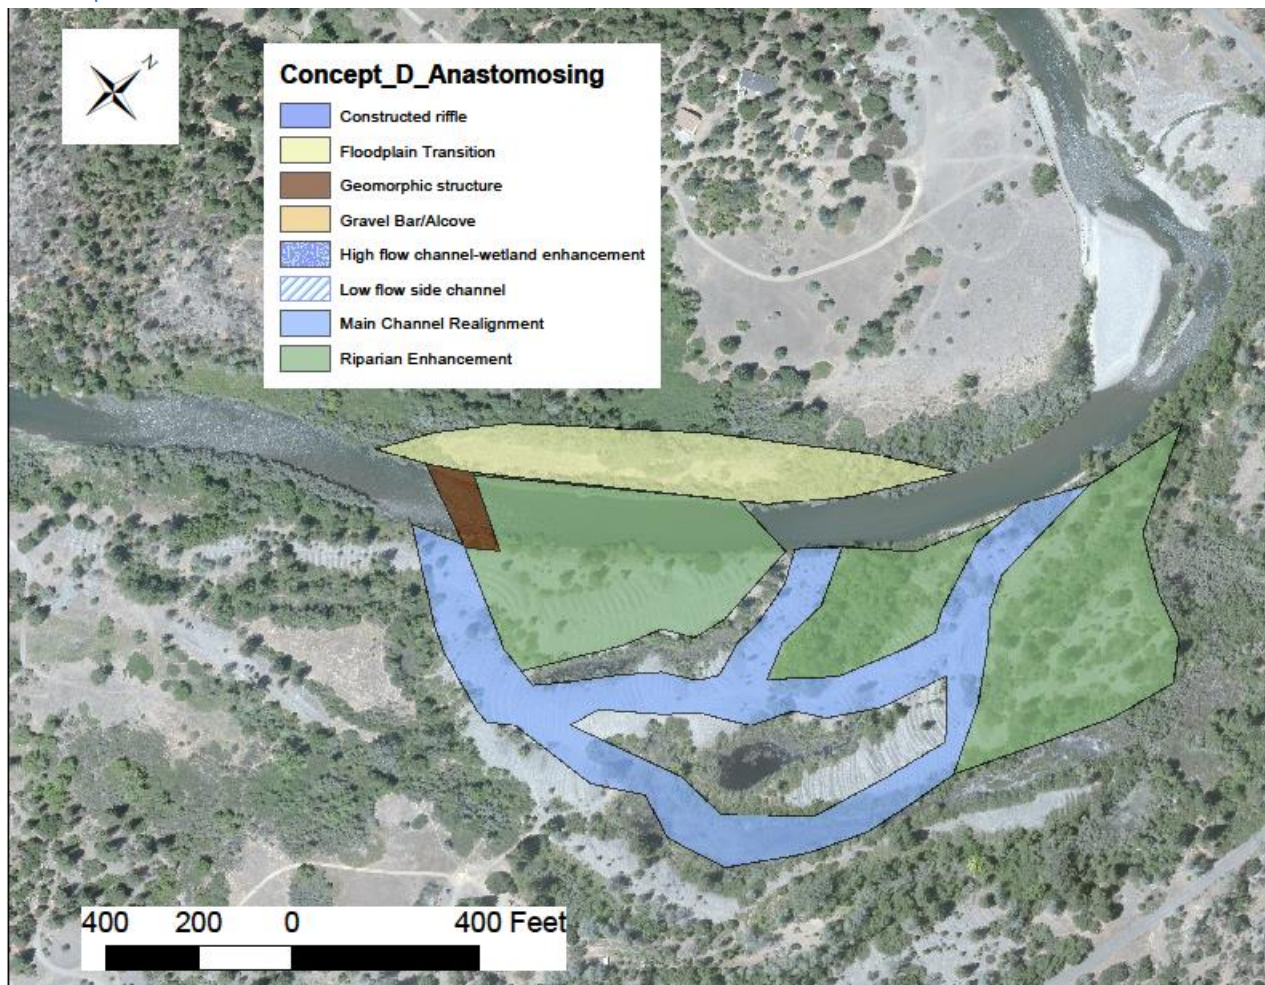 N
Concept_D_Anastomosing
Constructed riffle
Floodplain Transition
Geomorphic structure
Gravel Bar/Alcove
High flow channel-wetland enhancement
Low flow side channel
Main Channel Realignment
Riparian Enhancement
400 200 0 400 Feet